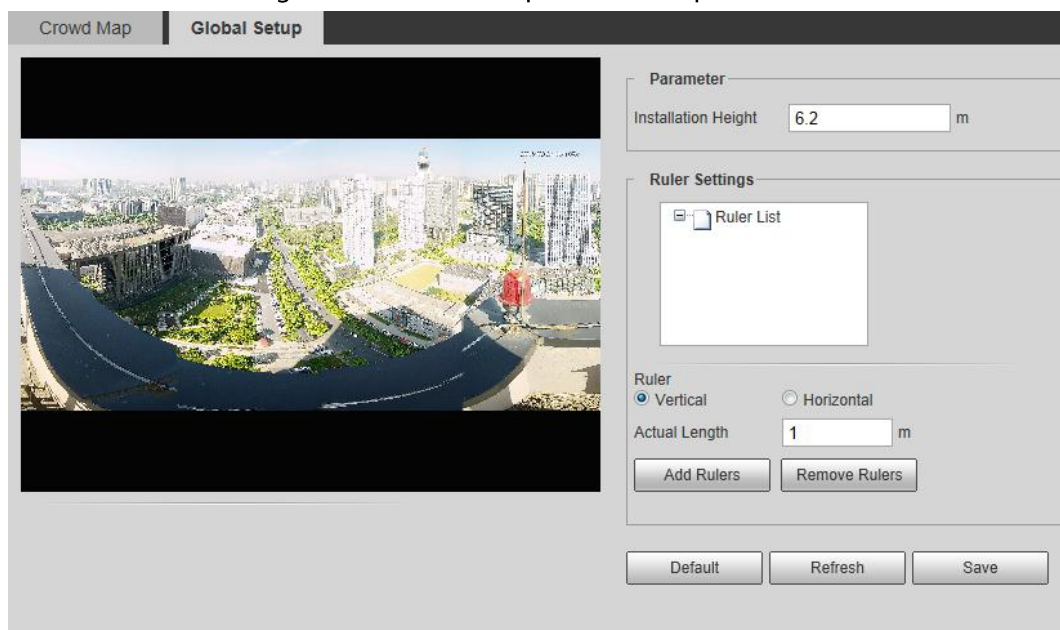 Crowd Map Global Setup
Parameter
Installation Height 6.2 m
Ruler Settings
Ruler List
Ruler
Vertical Horizontal
Actual Length 1 m
Add Rulers Remove Rulers
Default Refresh Save